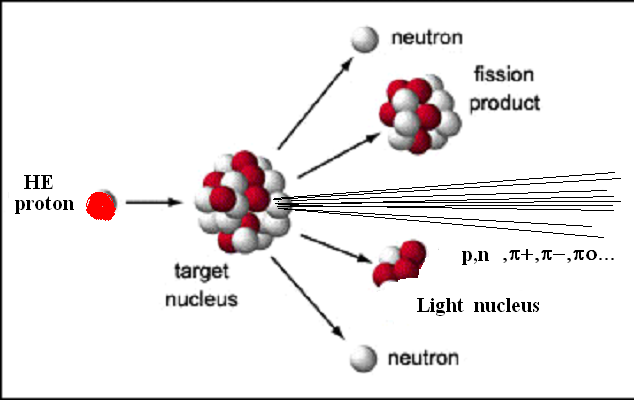 neutron
fission
product
HE
proton
target
nucleus
p,n ,π+,π−,πo...
Light nucleus
neutron